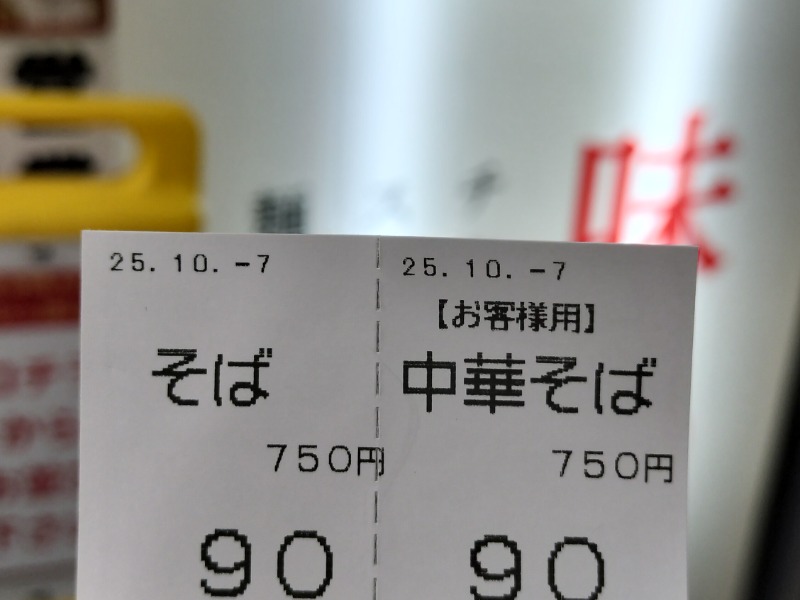 味
25. 10. -7
そば
750円
90
25. 10. -7
【お客様用】
中華そば
750円
90